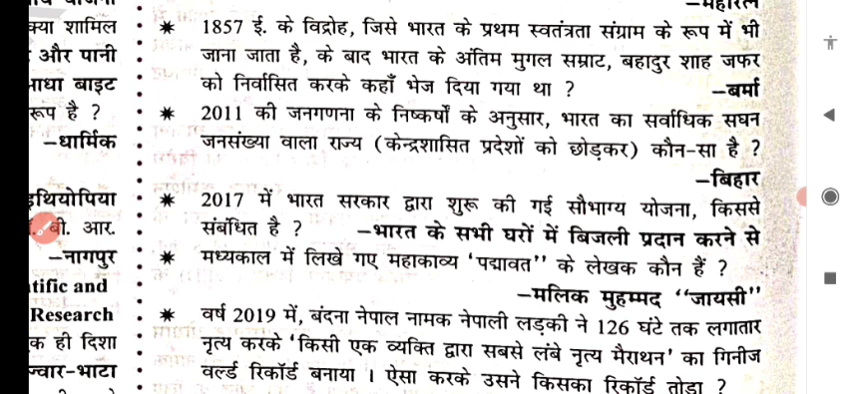 क्या शामिल
और पानी
बाइट
रूप है ?
–धार्मिक
इथियोपिया
बी. आर.
–नागपुर
and
Research
ही दिशा
ज्वार-भाटा
* 1857 ई. के विद्रोह, जिसे भारत के प्रथम स्वतंत्रता संग्राम के रूप में भी
जाना जाता है, के बाद भारत के अंतिम मुगल सम्राट, बहादुर शाह जफर
को निर्वासित करके कहाँ भेज दिया गया था ? –बर्मा
* 2011 की जनगणना के निष्कर्षों के अनुसार, भारत का सर्वाधिक सघन
जनसंख्या वाला राज्य (केन्द्रशासित प्रदेशों को छोड़कर) कौन-सा है ?
–बिहार
* 2017 में भारत सरकार द्वारा शुरू की गई सौभाग्य योजना, किससे
संबंधित है ? –भारत के सभी घरों में बिजली प्रदान करने से
* मध्यकाल में लिखे गए महाकाव्य ‘पद्मावत’’ के लेखक कौन हैं ?
–मलिक मुहम्मद ‘‘जायसी’’
* वर्ष 2019 में, बंदना नेपाल नामक नेपाली लड़की ने 126 घंटे तक लगातार
नृत्य करके ‘किसी एक व्यक्ति द्वारा सबसे लंबे नृत्य मैराथन’ का गिनीज
वर्ल्ड रिकॉर्ड बनाया । ऐसा करके उसने किसका रिकॉर्ड तोड़ा ?